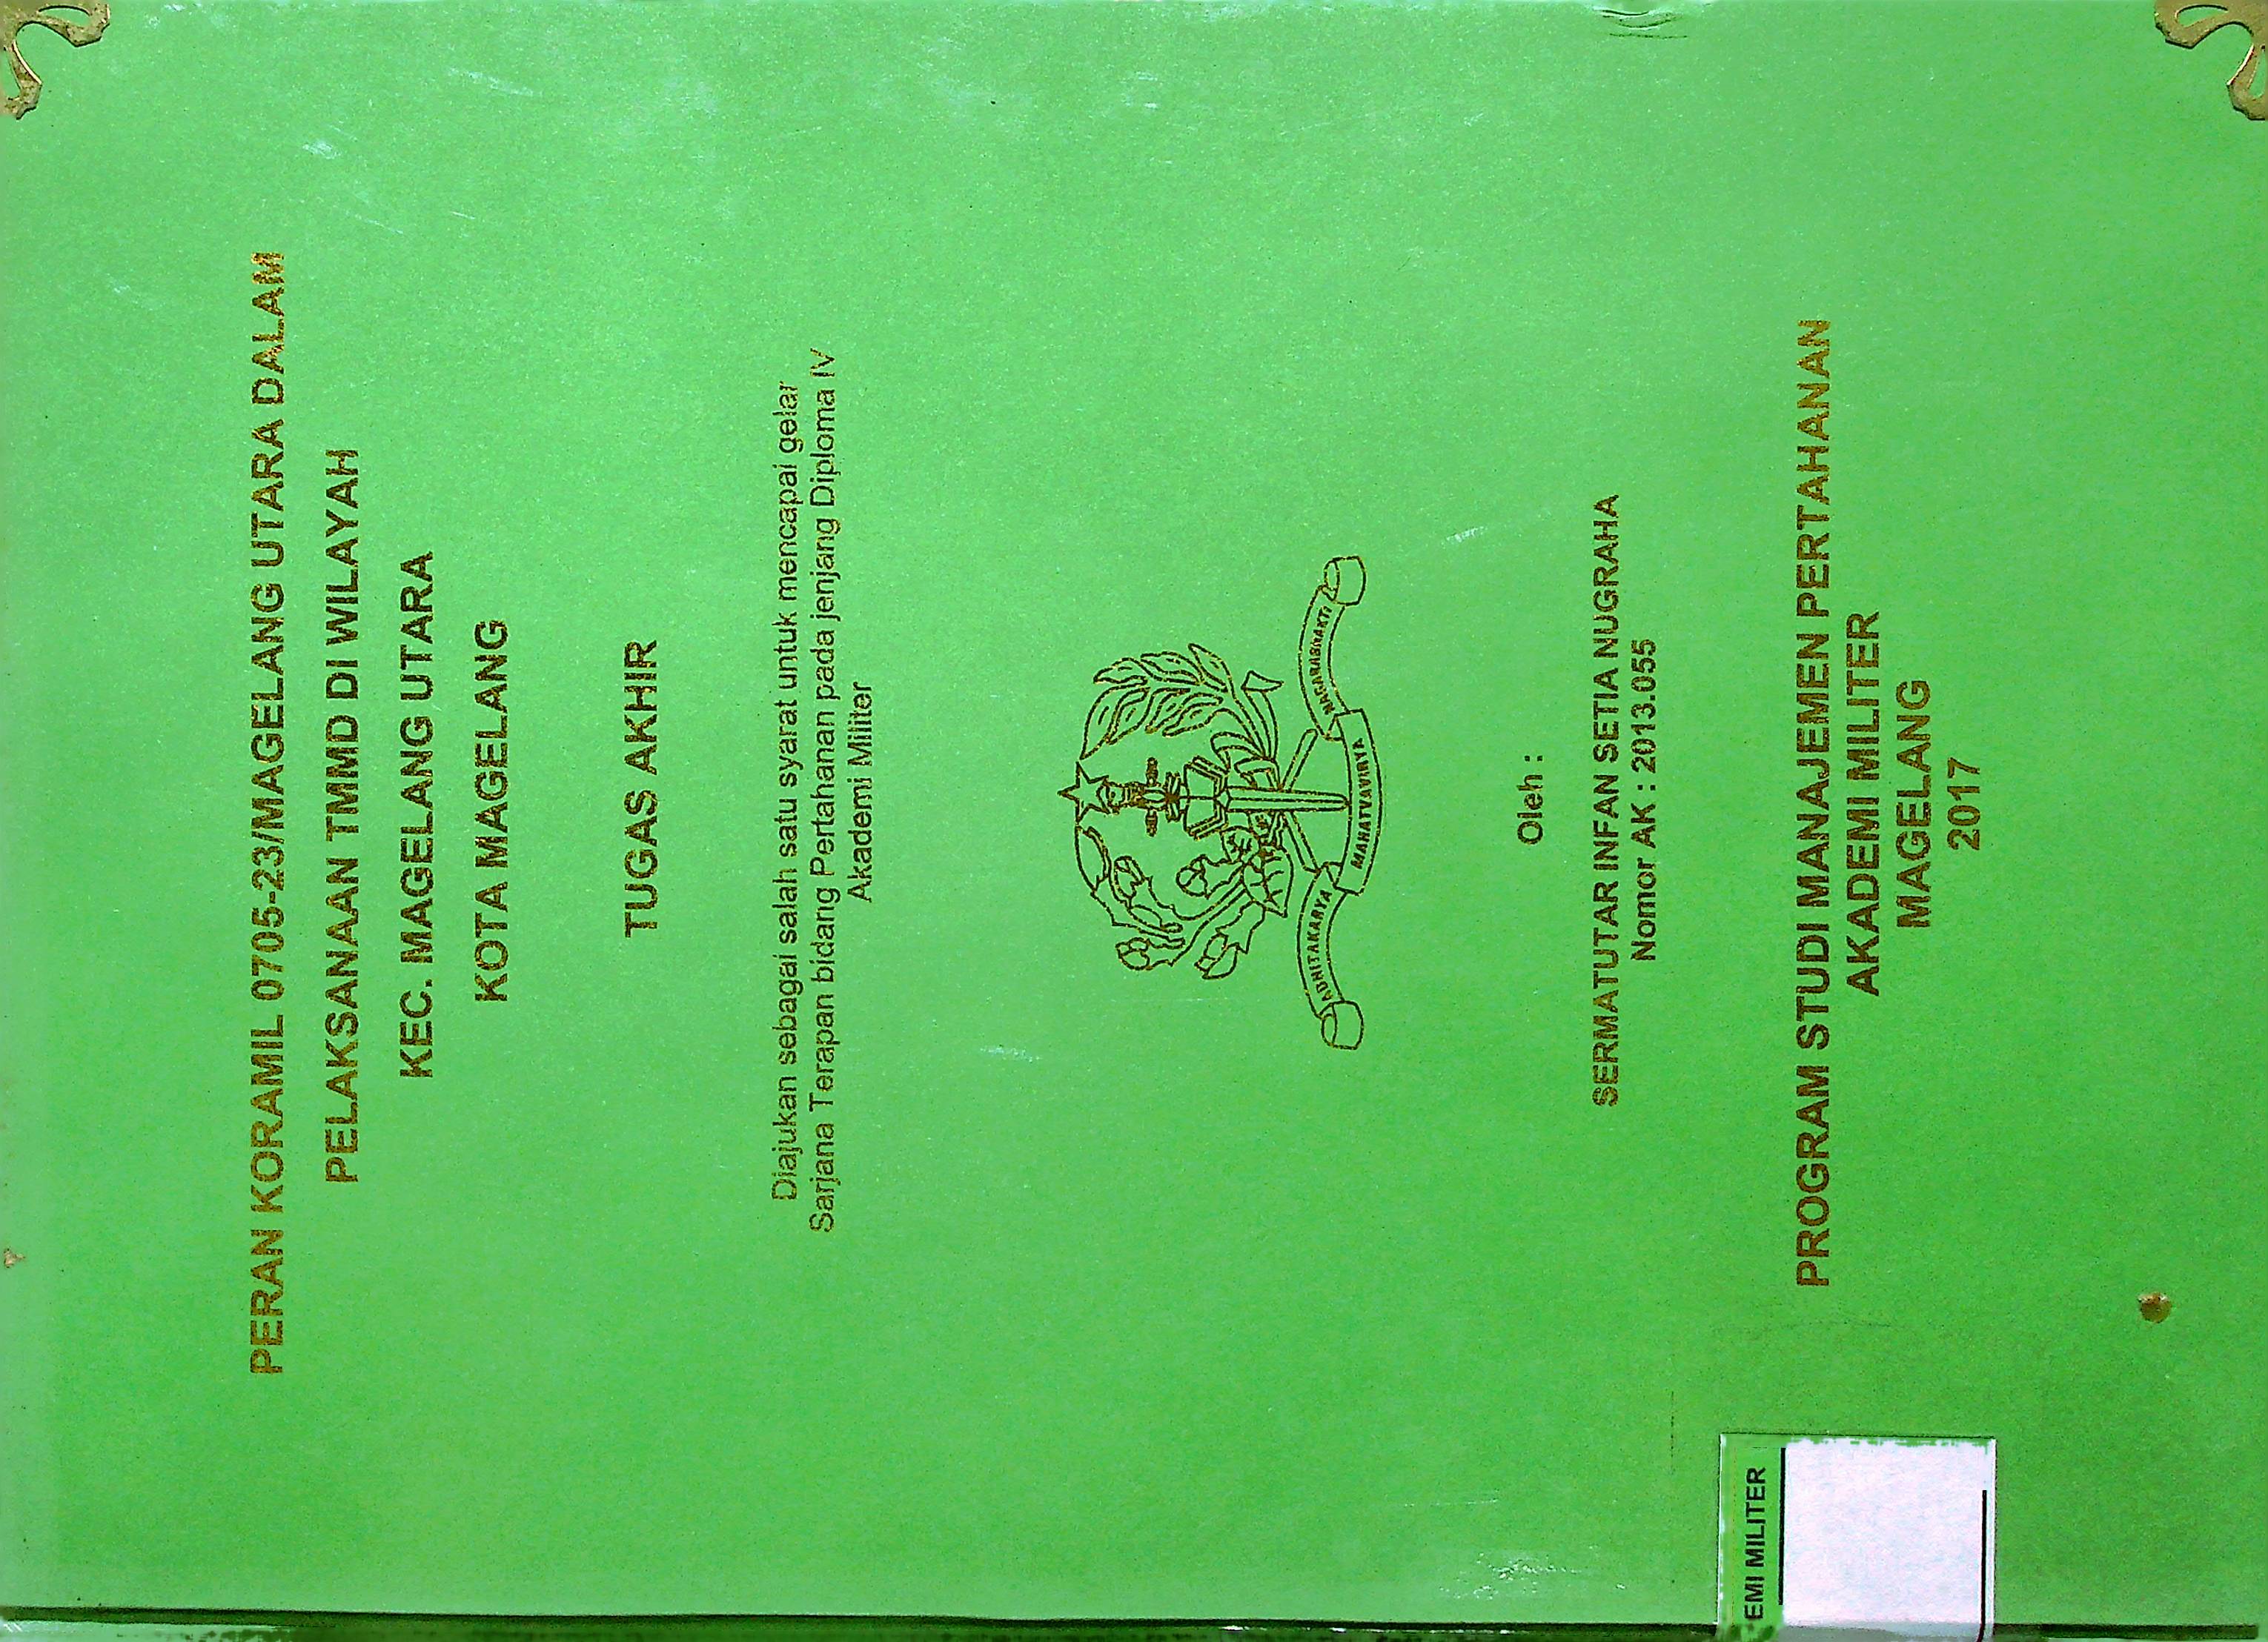 PERAN KORAMIL 0705-23/MAGELANG UTARA DALAM
PELAKSANAAN TMMD DI WILAYAH
KEC. MAGELANG UTARA
KOTA MAGELANG
TUGAS AKHIR
Diajukan sebagai salah satu syarat untuk mencapai gelar
Sarjana Terapan bidang Pertahanan pada jenjang Diploma IV
Akademi Militer
ADHITAKARYA MAHATVAVIRYA NAGARABHAKTI
Oleh :
SERMATUTAR INFAN SETIA NUGRAHA
Nomor AK : 2013.055
PROGRAM STUDI MANAJEMEN PERTAHANAN
AKADEMI MILITER
MAGELANG
2017
EMI MILITER